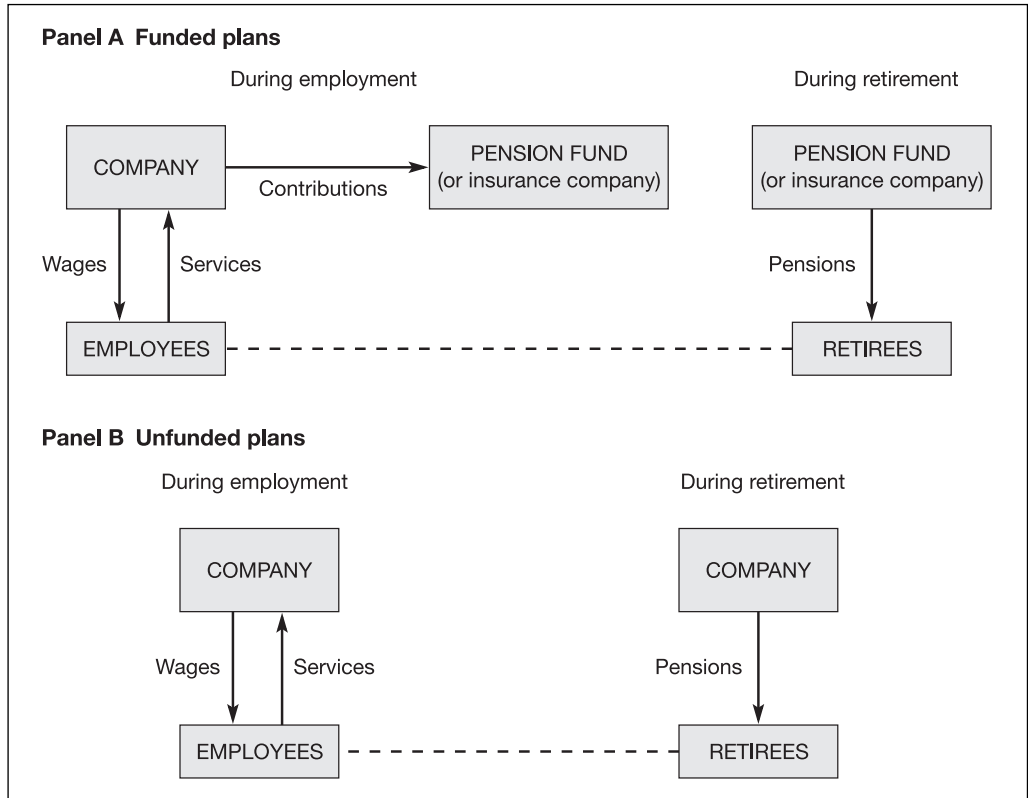 Panel A Funded plans
During employment
During retirement
COMPANY
Contributions
PENSION FUND
(or insurance company)
PENSION FUND
(or insurance company)
Wages
Services
Pensions
EMPLOYEES
RETIREES
Panel B Unfunded plans
During employment
During retirement
COMPANY
COMPANY
Wages
Services
Pensions
EMPLOYEES
RETIREES